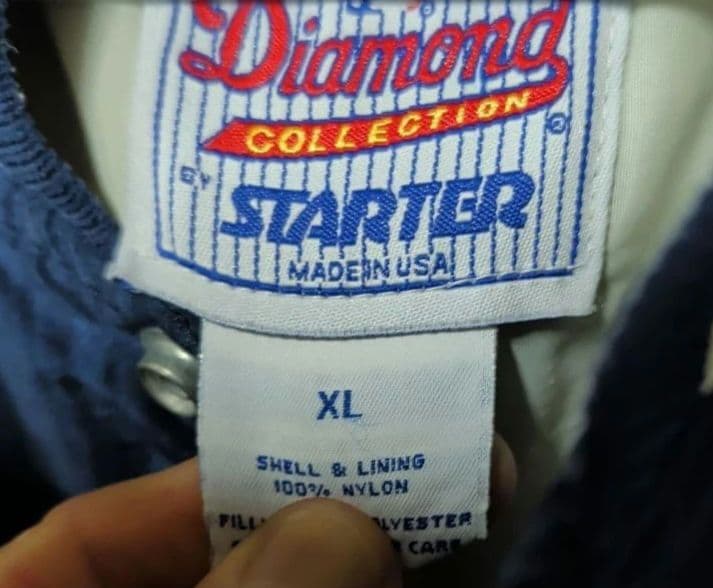 Diamond
COLLECTION
BY
STARTER
MADE IN USA
XL
SHELL & LINING
100% NYLON